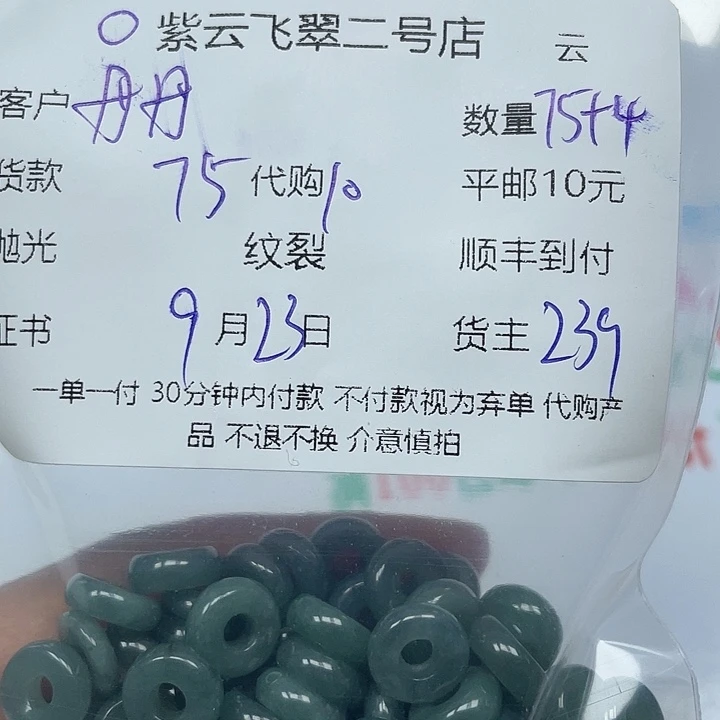 紫云飞翠二号店 云
客户 丹丹 数量 75+4
货款 75 代购 10 平邮10元
抛光 纹裂 顺丰到付
证书 9月23日 货主 239
一单一付 30分钟内付款 不付款视为弃单 代购产
品 不退不换 介意慎拍